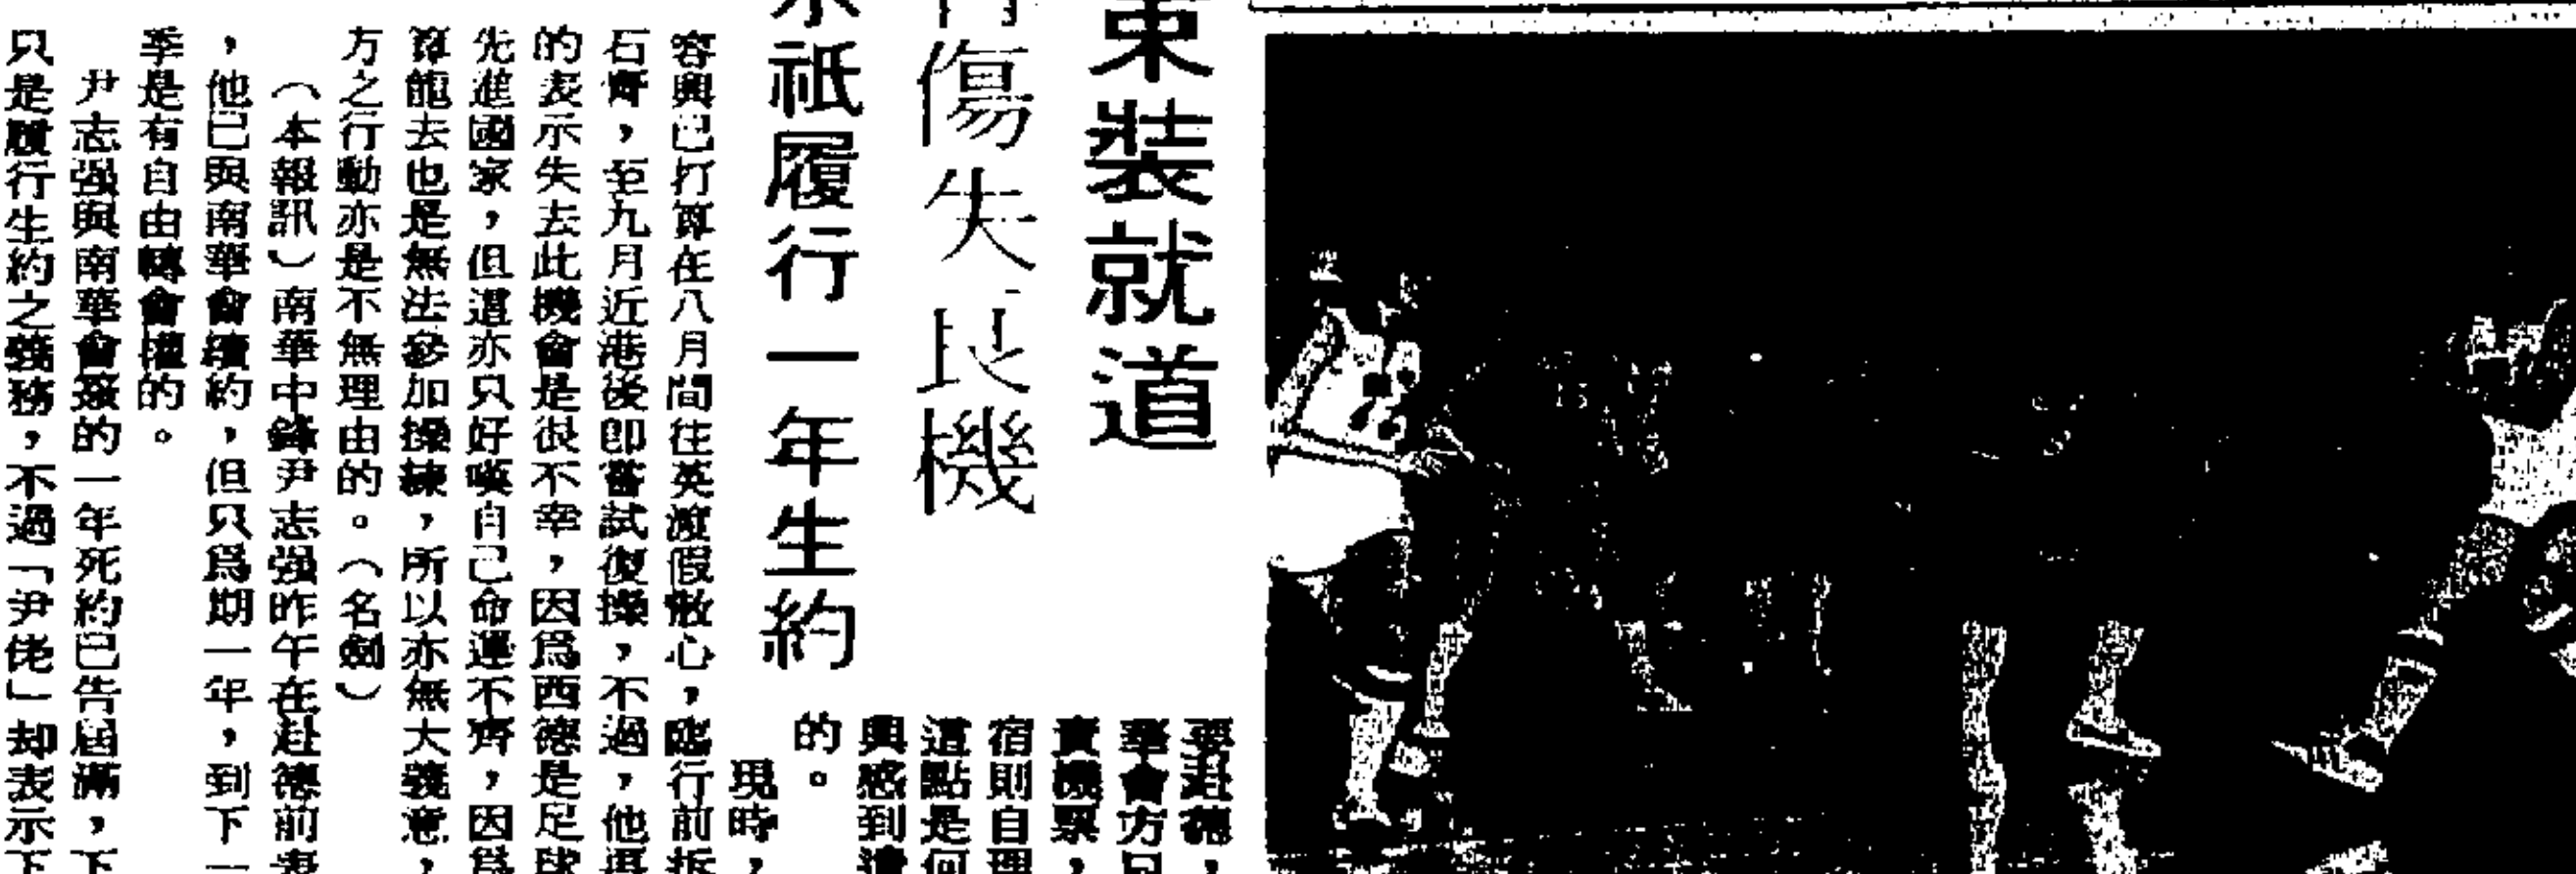 束裝就道
傷失良機
祇履行一年生約
要赴德，
華會方
責機票，
宿則自理
這點是何
興感到遺
的。
現時，
容興已打算在八月間往英渡假散心，臨行前拆
石膏，至九月近港後即嘗試復操，不過，他再
的表示失去此機會是很不幸，因爲西德是足球
先進國家，但這亦只好嘆自己命運不齊，因爲
算能去也是無法參加操練，所以亦無大義意，
方之行動亦是不無理由的。（名劍）
（本報訊）南華中鋒尹志强昨午在赴德前表
，他已與南華會續約，但只爲期一年，到下一
季是有自由轉會權的。
尹志强與南華會簽的一年死約已告屆滿，下
只是履行生約之義務，不過「尹佬」却表示下